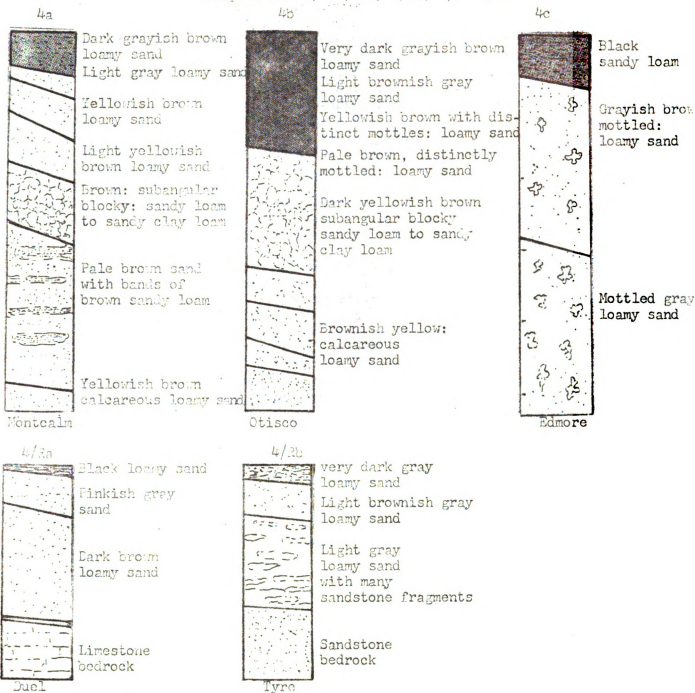 4a
Dark grayish brown
loamy sand
Light gray loamy sand
Yellowish brown
loamy sand
Light yellowish
brown loamy sand
Brown: subangular
blocky: sandy loam
to sandy clay loam
Pale brown sand
with bands of
brown sandy loam
Yellowish brown
calcareous loamy sand
Montcalm
4b
Very dark grayish brown
loamy sand
Light brownish gray
loamy sand
Yellowish brown with dis-
tinct mottles: loamy sand
Pale brown, distinctly
mottled: loamy sand
Dark yellowish brown
subangular blocky
sandy loam to sandy
clay loam
Brownish yellow:
calcareous
loamy sand
Otisco
4c
Black
sandy loam
Grayish brow
mottled:
loamy sand
Mottled gray
loamy sand
Edmore
4/3a
Black loamy sand
Pinkish gray
sand
Dark brown
loamy sand
Limestone
bedrock
Duel
4/3b
very dark gray
loamy sand
Light brownish gray
loamy sand
Light gray
loamy sand
with many
sandstone fragments
Sandstone
bedrock
Tyre